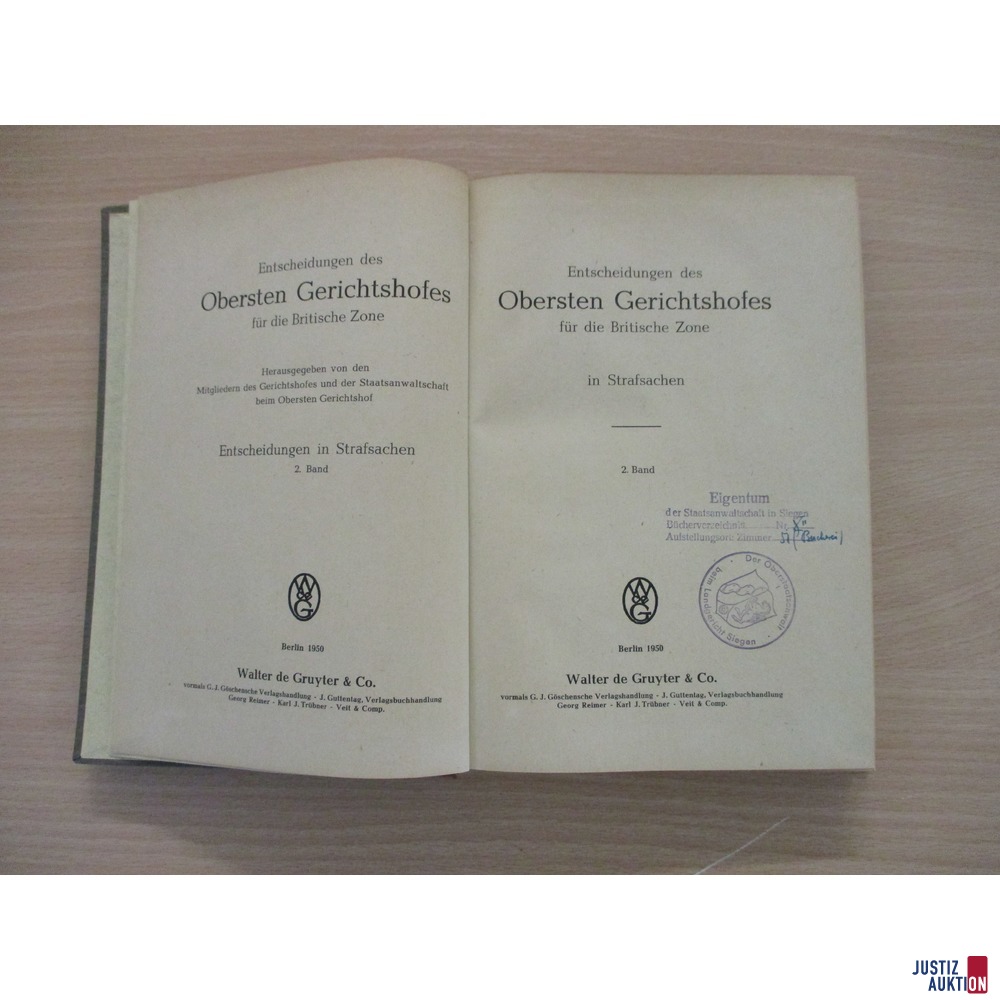 Entscheidungen des
Obersten Gerichtshofes
für die Britische Zone
Herausgegeben von den
Mitgliedern des Gerichtshofes und der Staatsanwaltschaft
beim Obersten Gerichtshof
Entscheidungen in Strafsachen
2. Band
W & G
Berlin 1950
Walter de Gruyter & Co.
vormals G. J. Göschensche Verlagshandlung - J. Guttentag, Verlagsbuchhandlung
Georg Reimer - Karl J. Trübner - Veit & Comp.
Entscheidungen des
Obersten Gerichtshofes
für die Britische Zone
in Strafsachen
2. Band
Eigentum
der Staatsanwaltschaft in Siegen
Bücherverzeichnis Nr.
Aufstellungsort: Zimmer (Bücherei)
Der Oberstaatsanwalt
beim Landgericht Siegen
W & G
Berlin 1950
Walter de Gruyter & Co.
vormals G. J. Göschensche Verlagshandlung - J. Guttentag, Verlagsbuchhandlung
Georg Reimer - Karl J. Trübner - Veit & Comp.
JUSTIZ
AUKTION